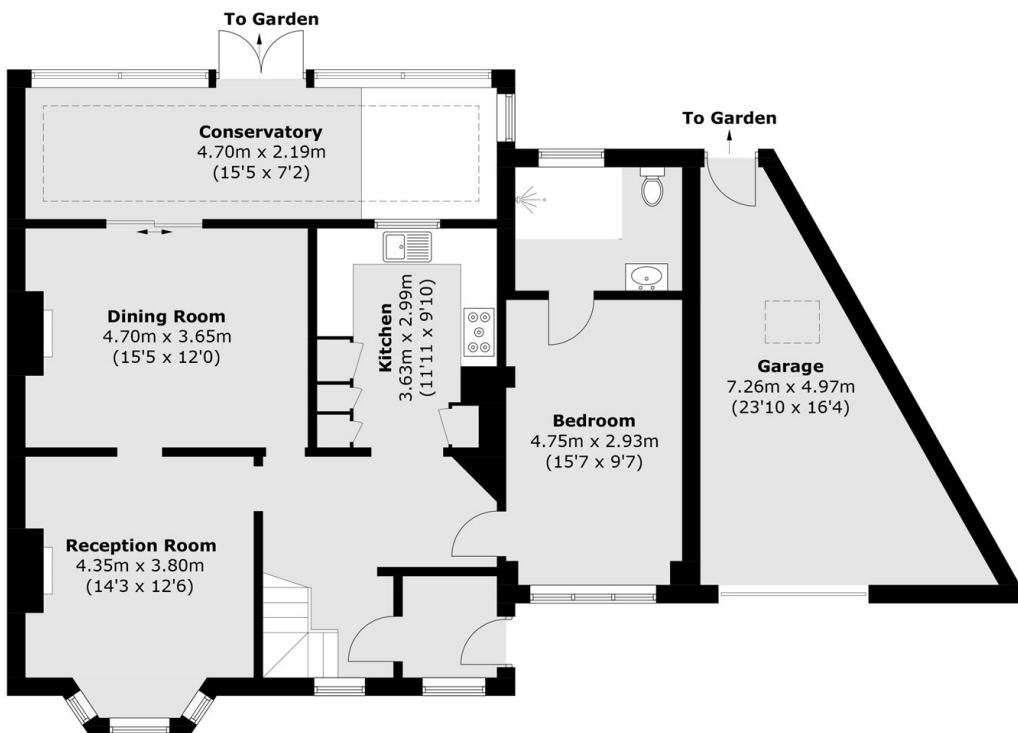 To Garden
Conservatory
4.70m x 2.19m
(15'5 x 7'2)
To Garden
Dining Room
4.70m x 3.65m
(15'5 x 12'0)
Kitchen
3.63m x 2.99m
(11'11 x 9'10)
Garage
7.26m x 4.97m
(23'10 x 16'4)
Bedroom
4.75m x 2.93m
(15'7 x 9'7)
Reception Room
4.35m x 3.80m
(14'3 x 12'6)